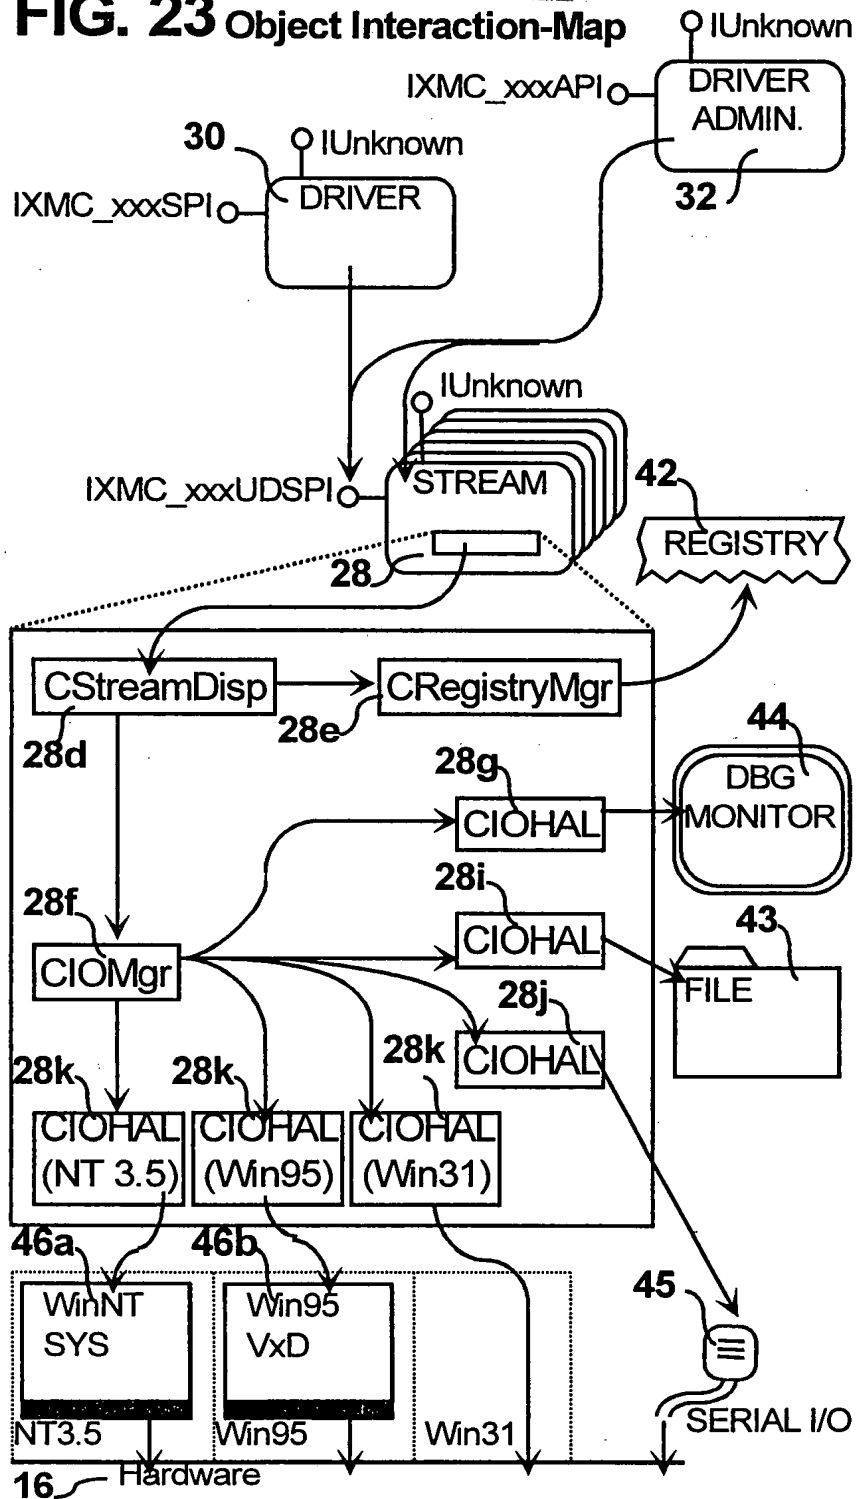 FIG. 23 Object Interaction-Map
IUnknown
IXMC_xxxAPI
DRIVER
ADMIN.
32
30
IUnknown
IXMC_xxxSPI
DRIVER
IUnknown
IXMC_xxxUDSPI
STREAM
28
42
REGISTRY
CStreamDisp
28d
CRegistryMgr
28e
44
DBG
MONITOR
28g
CIOHAL
28i
CIOHAL
43
FILE
28f
CIOMgr
28j
CIOHAL
28k
CIOHAL
(NT 3.5)
28k
CIOHAL
(Win95)
28k
CIOHAL
(Win31)
46a
WinNT
SYS
NT3.5
46b
Win95
VxD
Win95
Win31
45
SERIAL I/O
16
Hardware